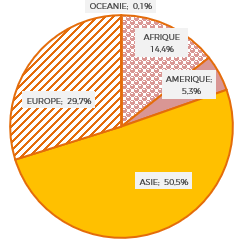 OCEANIE; 0,1%
AFRIQUE
14,4%
AMERIQUE;
5,3%
EUROPE; 29,7%
ASIE; 50,5%